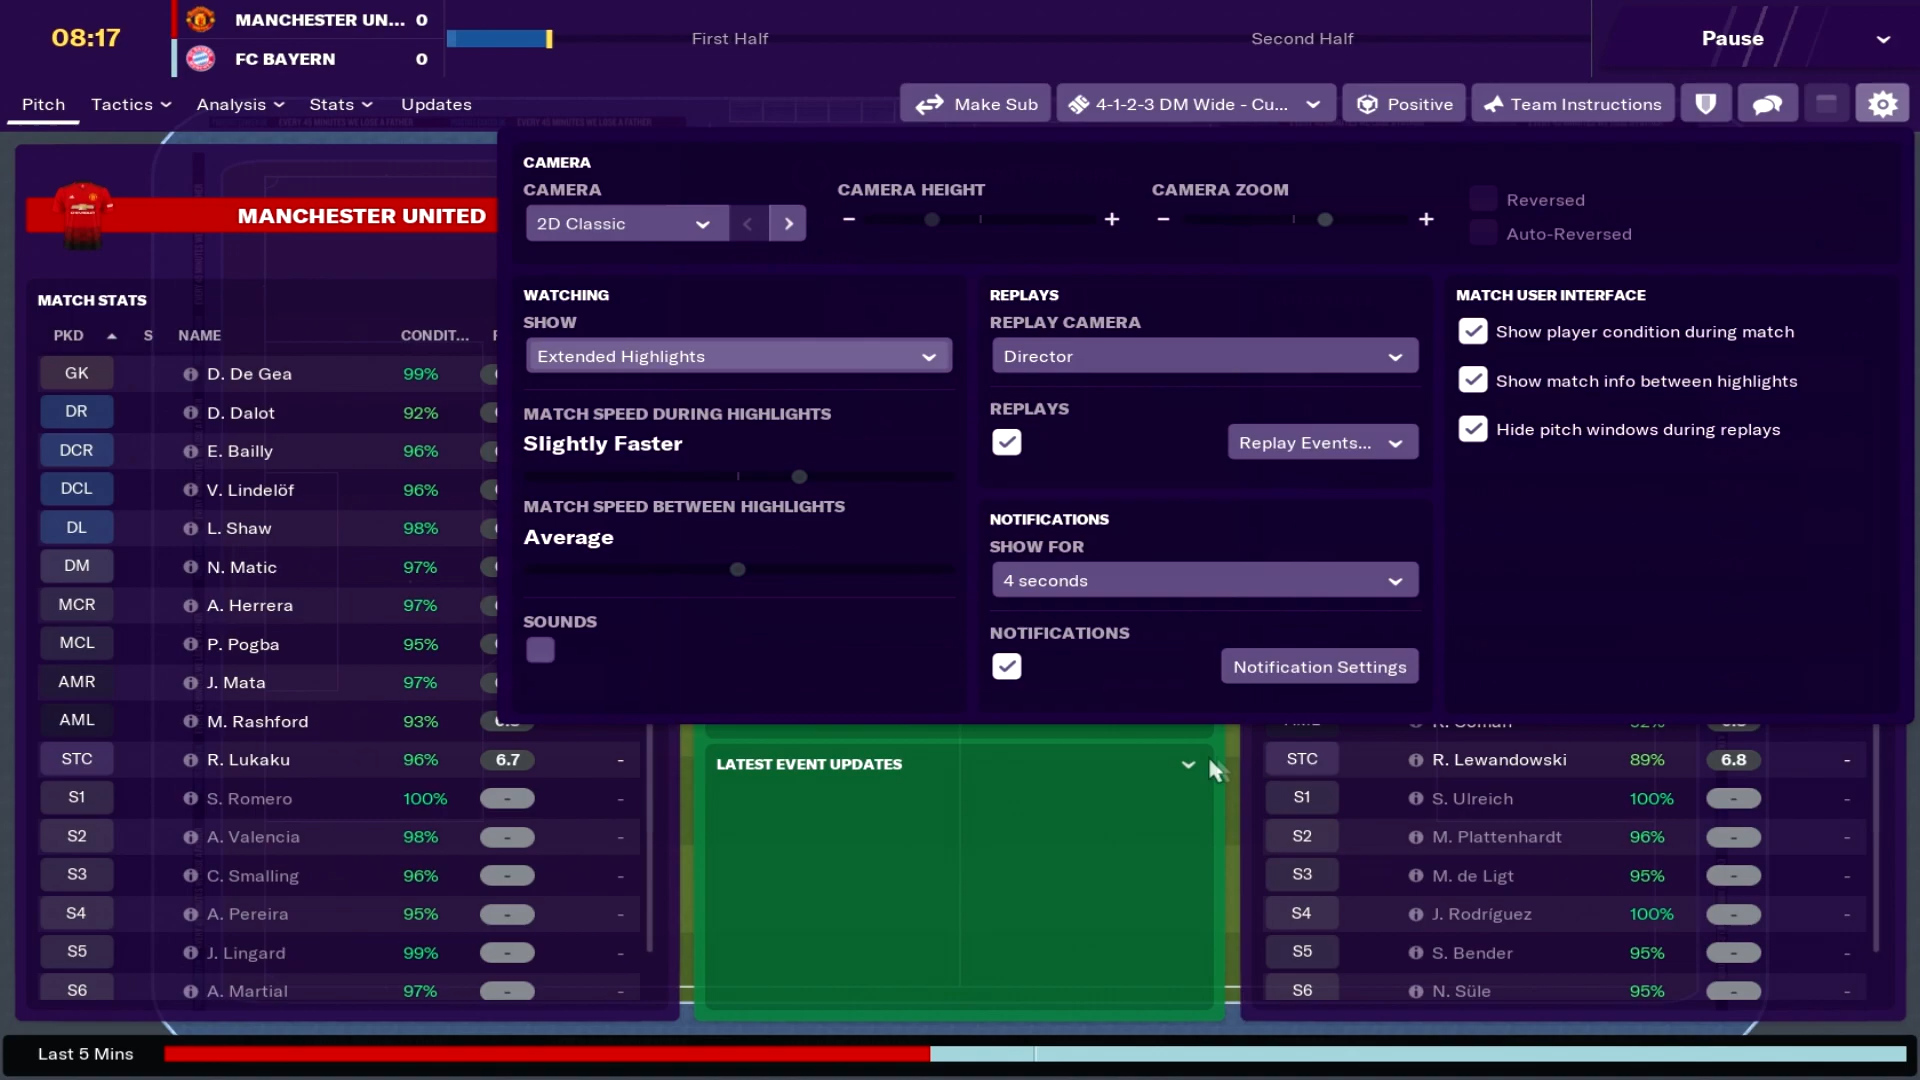 08:17
MANCHESTER UN... 0
FC BAYERN 0
First Half
Second Half
Pause
Pitch
Tactics
Analysis
Stats
Updates
Make Sub
4-1-2-3 DM Wide - Cu...
Positive
Team Instructions
MANCHESTER UNITED
MATCH STATS
PKD S NAME CONDIT...
GK D. De Gea 99%
DR D. Dalot 92%
DCR E. Bailly 96%
DCL V. Lindelöf 96%
DL L. Shaw 98%
DM N. Matic 97%
MCR A. Herrera 97%
MCL P. Pogba 95%
AMR J. Mata 97%
AML M. Rashford 93%
STC R. Lukaku 96% 6.7 -
S1 S. Romero 100% - -
S2 A. Valencia 98% - -
S3 C. Smalling 96% - -
S4 A. Pereira 95% - -
S5 J. Lingard 99% - -
S6 A. Martial 97% - -
CAMERA
CAMERA
2D Classic
CAMERA HEIGHT
- +
CAMERA ZOOM
- +
Reversed
Auto-Reversed
WATCHING
SHOW
Extended Highlights
MATCH SPEED DURING HIGHLIGHTS
Slightly Faster
MATCH SPEED BETWEEN HIGHLIGHTS
Average
SOUNDS
REPLAYS
REPLAY CAMERA
Director
REPLAYS
Replay Events...
NOTIFICATIONS
SHOW FOR
4 seconds
NOTIFICATIONS
Notification Settings
MATCH USER INTERFACE
Show player condition during match
Show match info between highlights
Hide pitch windows during replays
LATEST EVENT UPDATES
STC R. Lewandowski 89% 6.8 -
S1 S. Ulreich 100% - -
S2 M. Plattenhardt 96% - -
S3 M. de Ligt 95% - -
S4 J. Rodríguez 100% - -
S5 S. Bender 95% - -
S6 N. Süle 95% - -
Last 5 Mins